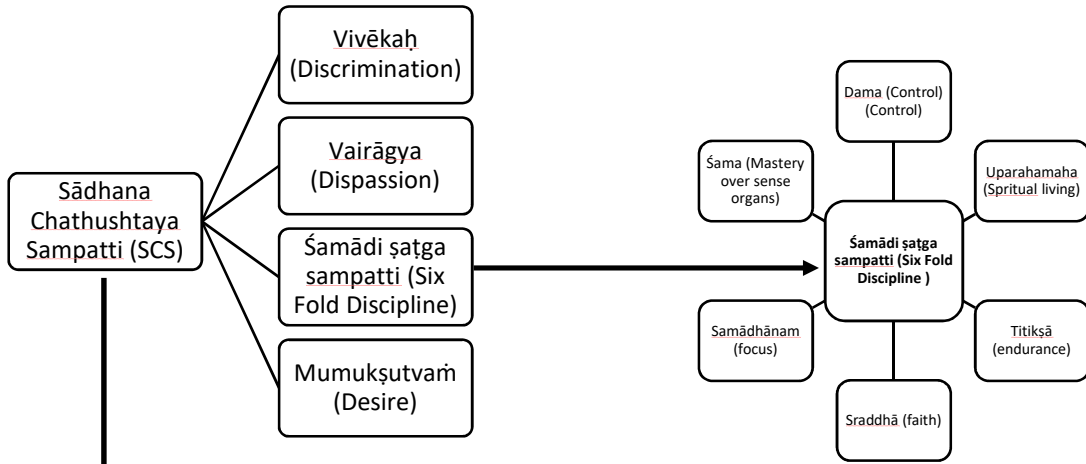 Sādhana
Chathushtaya
Sampatti (SCS)
Vivēkaḥ
(Discrimination)
Vairāgya
(Dispassion)
Śamādi ṣaṭga
sampatti (Six
Fold Discipline)
Mumukṣutvaṁ
(Desire)
Dama (Control)
(Control)
Śama (Mastery
over sense
organs)
Uparahamaha
(Spritual living)
Śamādi ṣaṭga
sampatti (Six Fold
Discipline )
Samādhānam
(focus)
Titikṣā
(endurance)
Sraddhā (faith)